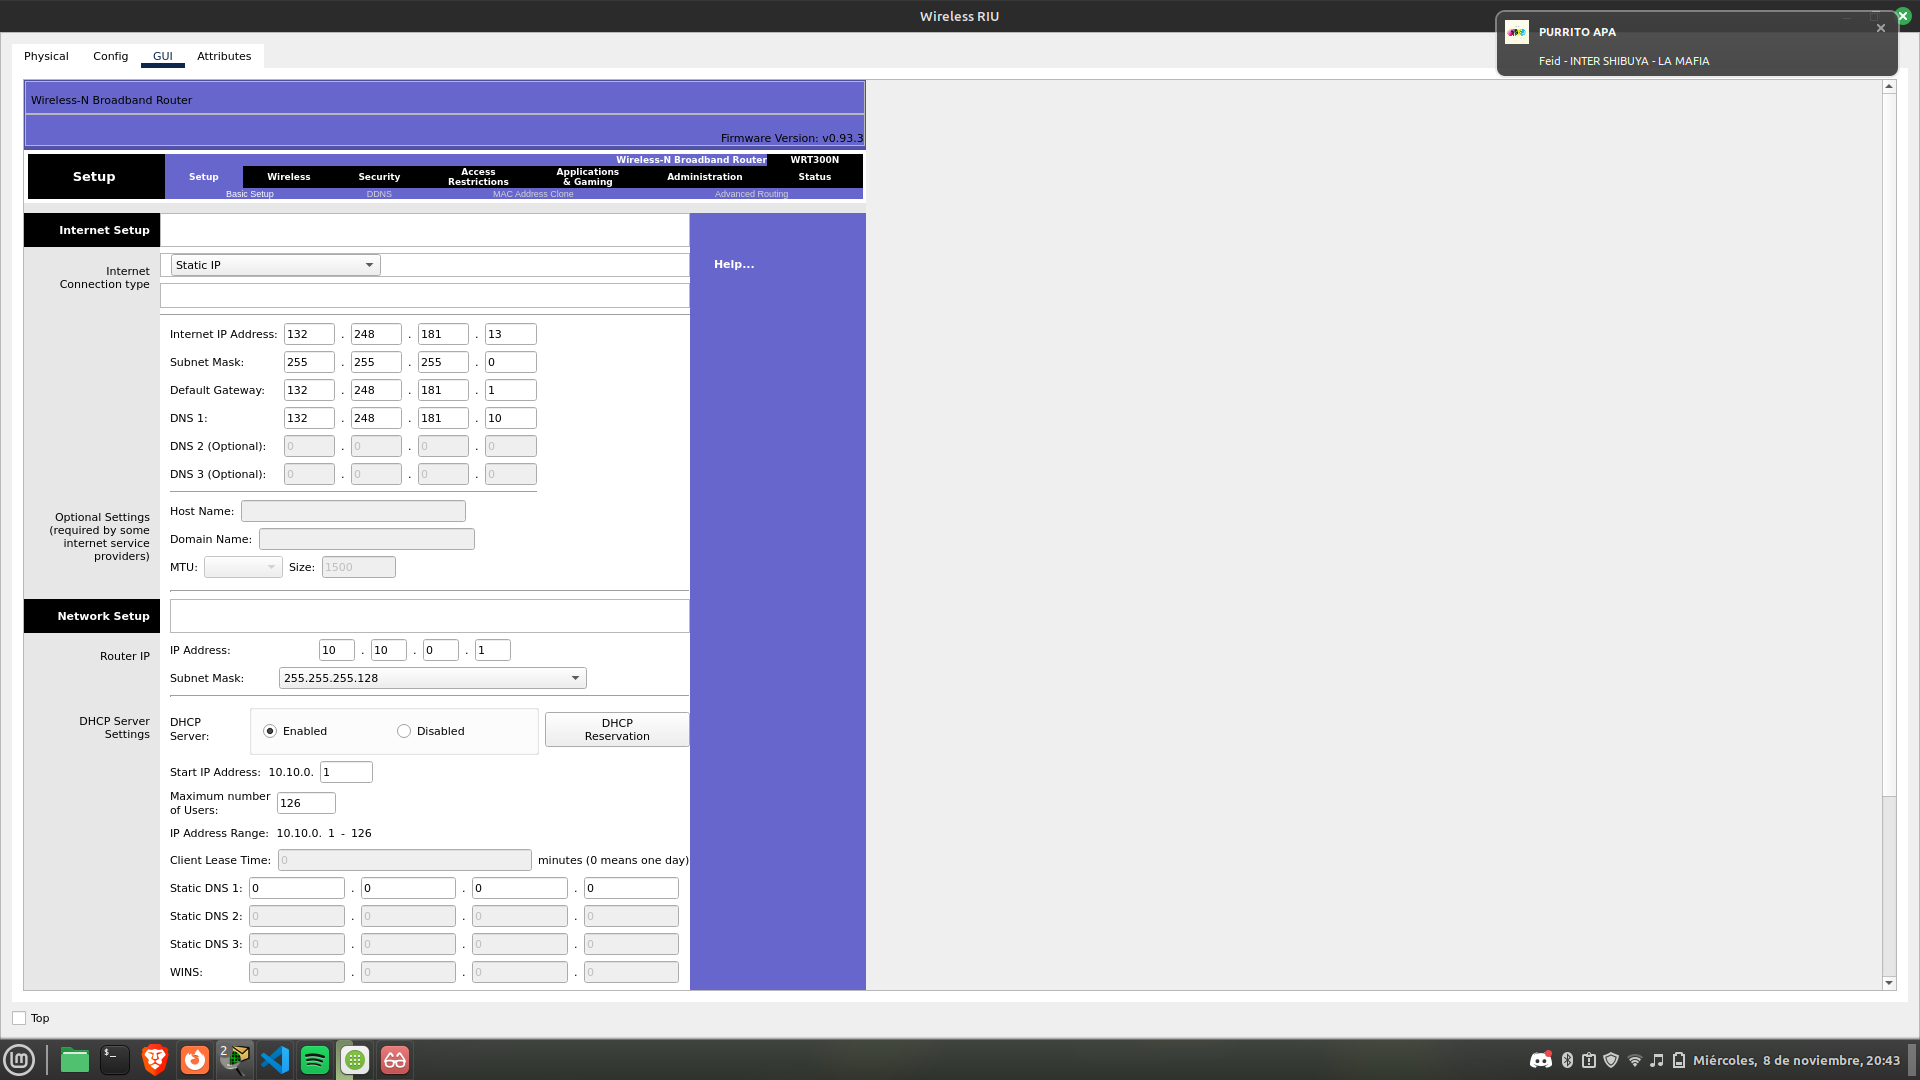 Wireless RIU
PURRITO APA
Feid - INTER SHIBUYA - LA MAFIA
Physical Config GUI Attributes
Wireless-N Broadband Router
Firmware Version: v0.93.3
Wireless-N Broadband Router WRT300N
Setup
Setup Wireless Security Access Restrictions Applications & Gaming Administration Status
Basic Setup DDNS MAC Address Clone Advanced Routing
Internet Setup
Internet Connection type
Static IP
Help...
Internet IP Address: 132 . 248 . 181 . 13
Subnet Mask: 255 . 255 . 255 . 0
Default Gateway: 132 . 248 . 181 . 1
DNS 1: 132 . 248 . 181 . 10
DNS 2 (Optional): 0 . 0 . 0 . 0
DNS 3 (Optional): 0 . 0 . 0 . 0
Optional Settings
(required by some
internet service
providers)
Host Name:
Domain Name:
MTU: Size: 1500
Network Setup
Router IP
IP Address: 10 . 10 . 0 . 1
Subnet Mask: 255.255.255.128
DHCP Server
Settings
DHCP
Server:
Enabled Disabled
DHCP
Reservation
Start IP Address: 10.10.0. 1
Maximum number
of Users: 126
IP Address Range: 10.10.0. 1 - 126
Client Lease Time: 0 minutes (0 means one day)
Static DNS 1: 0 . 0 . 0 . 0
Static DNS 2: 0 . 0 . 0 . 0
Static DNS 3: 0 . 0 . 0 . 0
WINS: 0 . 0 . 0 . 0
Top
2
Miércoles, 8 de noviembre, 20:43